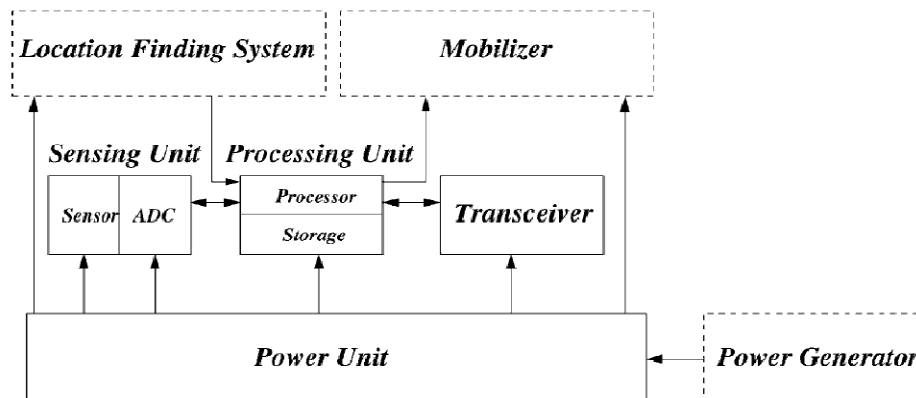 Location Finding System
Mobilizer
Sensing Unit
Processing Unit
Sensor
ADC
Processor
Storage
Transceiver
Power Unit
Power Generator